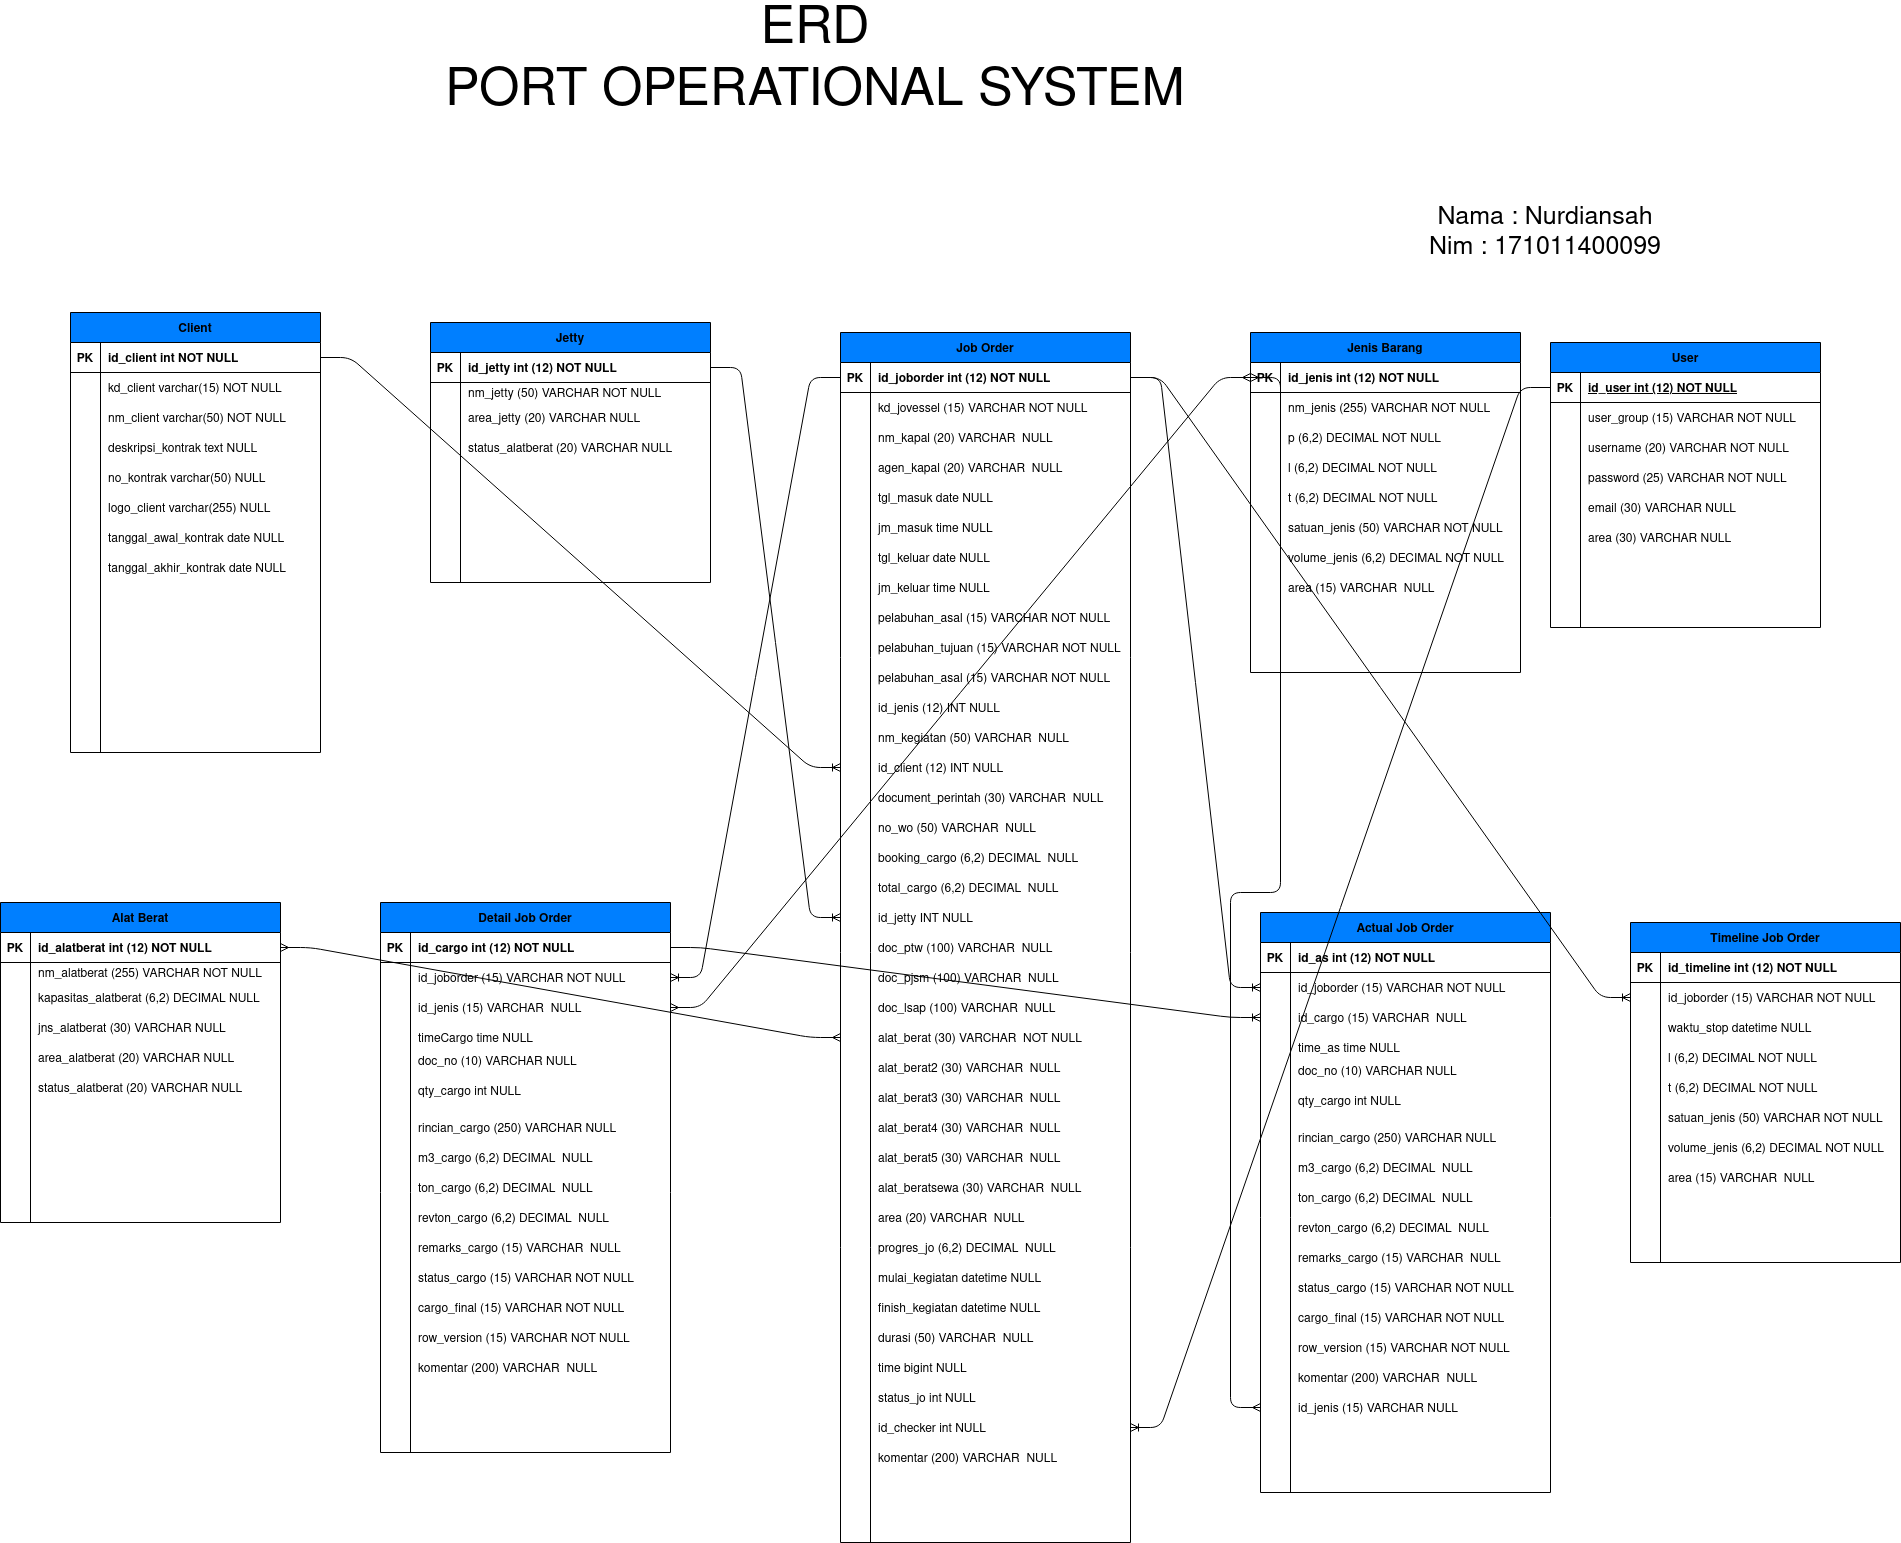 ERD
PORT OPERATIONAL SYSTEM
Nama : Nurdiansah
Nim : 171011400099
Client
PK id_client int NOT NULL
kd_client varchar(15) NOT NULL
nm_client varchar(50) NOT NULL
deskripsi_kontrak text NULL
no_kontrak varchar(50) NULL
logo_client varchar(255) NULL
tanggal_awal_kontrak date NULL
tanggal_akhir_kontrak date NULL
Jetty
PK id_jetty int (12) NOT NULL
nm_jetty (50) VARCHAR NOT NULL
area_jetty (20) VARCHAR NULL
status_alatberat (20) VARCHAR NULL
Job Order
PK id_joborder int (12) NOT NULL
kd_jovessel (15) VARCHAR NOT NULL
nm_kapal (20) VARCHAR  NULL
agen_kapal (20) VARCHAR  NULL
tgl_masuk date NULL
jm_masuk time NULL
tgl_keluar date NULL
jm_keluar time NULL
pelabuhan_asal (15) VARCHAR NOT NULL
pelabuhan_tujuan (15) VARCHAR NOT NULL
pelabuhan_asal (15) VARCHAR NOT NULL
id_jenis (12) INT NULL
nm_kegiatan (50) VARCHAR  NULL
id_client (12) INT NULL
document_perintah (30) VARCHAR  NULL
no_wo (50) VARCHAR  NULL
booking_cargo (6,2) DECIMAL  NULL
total_cargo (6,2) DECIMAL  NULL
id_jetty INT NULL
doc_ptw (100) VARCHAR  NULL
doc_pjsm (100) VARCHAR  NULL
doc_lsap (100) VARCHAR  NULL
alat_berat (30) VARCHAR  NOT NULL
alat_berat2 (30) VARCHAR  NULL
alat_berat3 (30) VARCHAR  NULL
alat_berat4 (30) VARCHAR  NULL
alat_berat5 (30) VARCHAR  NULL
alat_beratsewa (30) VARCHAR  NULL
area (20) VARCHAR  NULL
progres_jo (6,2) DECIMAL  NULL
mulai_kegiatan datetime NULL
finish_kegiatan datetime NULL
durasi (50) VARCHAR  NULL
time bigint NULL
status_jo int NULL
id_checker int NULL
komentar (200) VARCHAR  NULL
Jenis Barang
PK id_jenis int (12) NOT NULL
nm_jenis (255) VARCHAR NOT NULL
p (6,2) DECIMAL NOT NULL
l (6,2) DECIMAL NOT NULL
t (6,2) DECIMAL NOT NULL
satuan_jenis (50) VARCHAR NOT NULL
volume_jenis (6,2) DECIMAL NOT NULL
area (15) VARCHAR  NULL
User
PK id_user int (12) NOT NULL
user_group (15) VARCHAR NOT NULL
username (20) VARCHAR NOT NULL
password (25) VARCHAR NOT NULL
email (30) VARCHAR NULL
area (30) VARCHAR NULL
Alat Berat
PK id_alatberat int (12) NOT NULL
nm_alatberat (255) VARCHAR NOT NULL
kapasitas_alatberat (6,2) DECIMAL NULL
jns_alatberat (30) VARCHAR NULL
area_alatberat (20) VARCHAR NULL
status_alatberat (20) VARCHAR NULL
Detail Job Order
PK id_cargo int (12) NOT NULL
id_joborder (15) VARCHAR NOT NULL
id_jenis (15) VARCHAR  NULL
timeCargo time NULL
doc_no (10) VARCHAR NULL
qty_cargo int NULL
rincian_cargo (250) VARCHAR NULL
m3_cargo (6,2) DECIMAL  NULL
ton_cargo (6,2) DECIMAL  NULL
revton_cargo (6,2) DECIMAL  NULL
remarks_cargo (15) VARCHAR  NULL
status_cargo (15) VARCHAR NOT NULL
cargo_final (15) VARCHAR NOT NULL
row_version (15) VARCHAR NOT NULL
komentar (200) VARCHAR  NULL
Actual Job Order
PK id_as int (12) NOT NULL
id_joborder (15) VARCHAR NOT NULL
id_cargo (15) VARCHAR  NULL
time_as time NULL
doc_no (10) VARCHAR NULL
qty_cargo int NULL
rincian_cargo (250) VARCHAR NULL
m3_cargo (6,2) DECIMAL  NULL
ton_cargo (6,2) DECIMAL  NULL
revton_cargo (6,2) DECIMAL  NULL
remarks_cargo (15) VARCHAR  NULL
status_cargo (15) VARCHAR NOT NULL
cargo_final (15) VARCHAR NOT NULL
row_version (15) VARCHAR NOT NULL
komentar (200) VARCHAR  NULL
id_jenis (15) VARCHAR NULL
Timeline Job Order
PK id_timeline int (12) NOT NULL
id_joborder (15) VARCHAR NOT NULL
waktu_stop datetime NULL
l (6,2) DECIMAL NOT NULL
t (6,2) DECIMAL NOT NULL
satuan_jenis (50) VARCHAR NOT NULL
volume_jenis (6,2) DECIMAL NOT NULL
area (15) VARCHAR  NULL